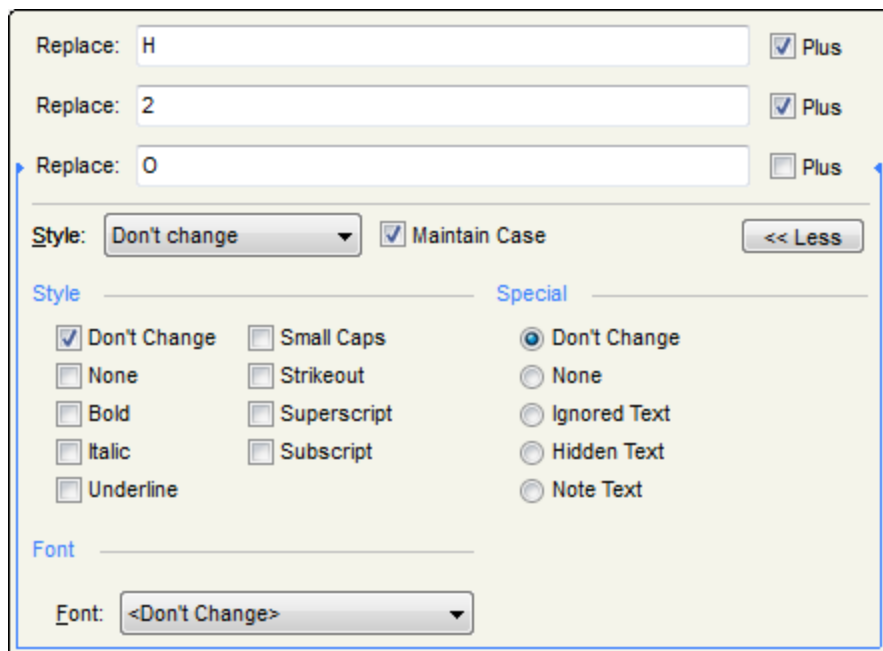 Replace: H Plus
Replace: 2 Plus
Replace: O Plus
Style: Don't change Maintain Case << Less
Style Special
Don't Change Small Caps Don't Change
None Strikeout None
Bold Superscript Ignored Text
Italic Subscript Hidden Text
Underline Note Text
Font
Font: <Don't Change>